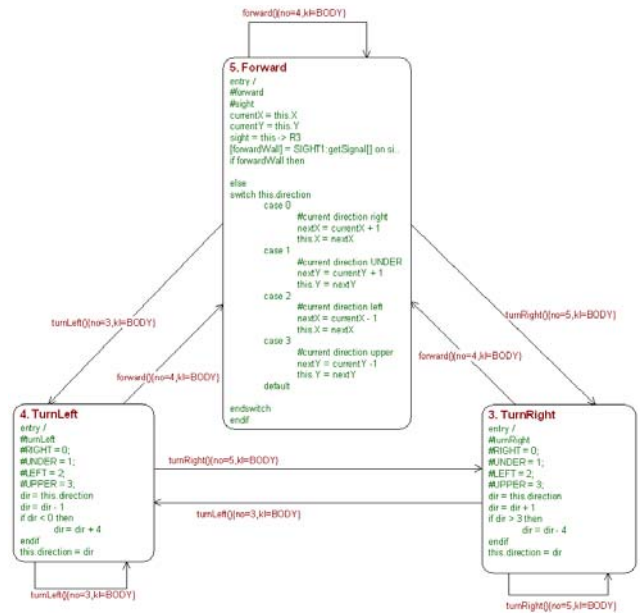 forward(){no=4,kl=BODY}
5. Forward
entry /
#forward
#sight
currentX = this.X
currentY = this.Y
sight = this -> R3
[forwardWall] = SIGHT1:getSignal[] on si..
if forwardWall then
else
switch this.direction
case 0
#current direction right
nextX = currentX + 1
this.X = nextX
case 1
#current direction UNDER
nextY = currentY + 1
this.Y = nextY
case 2
#current direction left
nextX = currentX - 1
this.X = nextX
case 3
#current direction upper
nextY = currentY -1
this.Y = nextY
default
endswitch
endif
turnLeft(){no=3,kl=BODY}
turnRight(){no=5,kl=BODY}
forward(){no=4,kl=BODY}
forward(){no=4,kl=BODY}
4. TurnLeft
entry /
#turnLeft
#RIGHT = 0;
#UNDER = 1;
#LEFT = 2;
#UPPER = 3;
dir = this.direction
dir = dir - 1
if dir < 0 then
dir = dir + 4
endif
this.direction = dir
turnRight(){no=5,kl=BODY}
turnLeft(){no=3,kl=BODY}
3. TurnRight
entry /
#turnRight
#RIGHT = 0;
#UNDER = 1;
#LEFT = 2;
#UPPER = 3;
dir = this.direction
dir = dir + 1
if dir > 3 then
dir = dir - 4
endif
this.direction = dir
turnLeft(){no=3,kl=BODY}
turnRight(){no=5,kl=BODY}